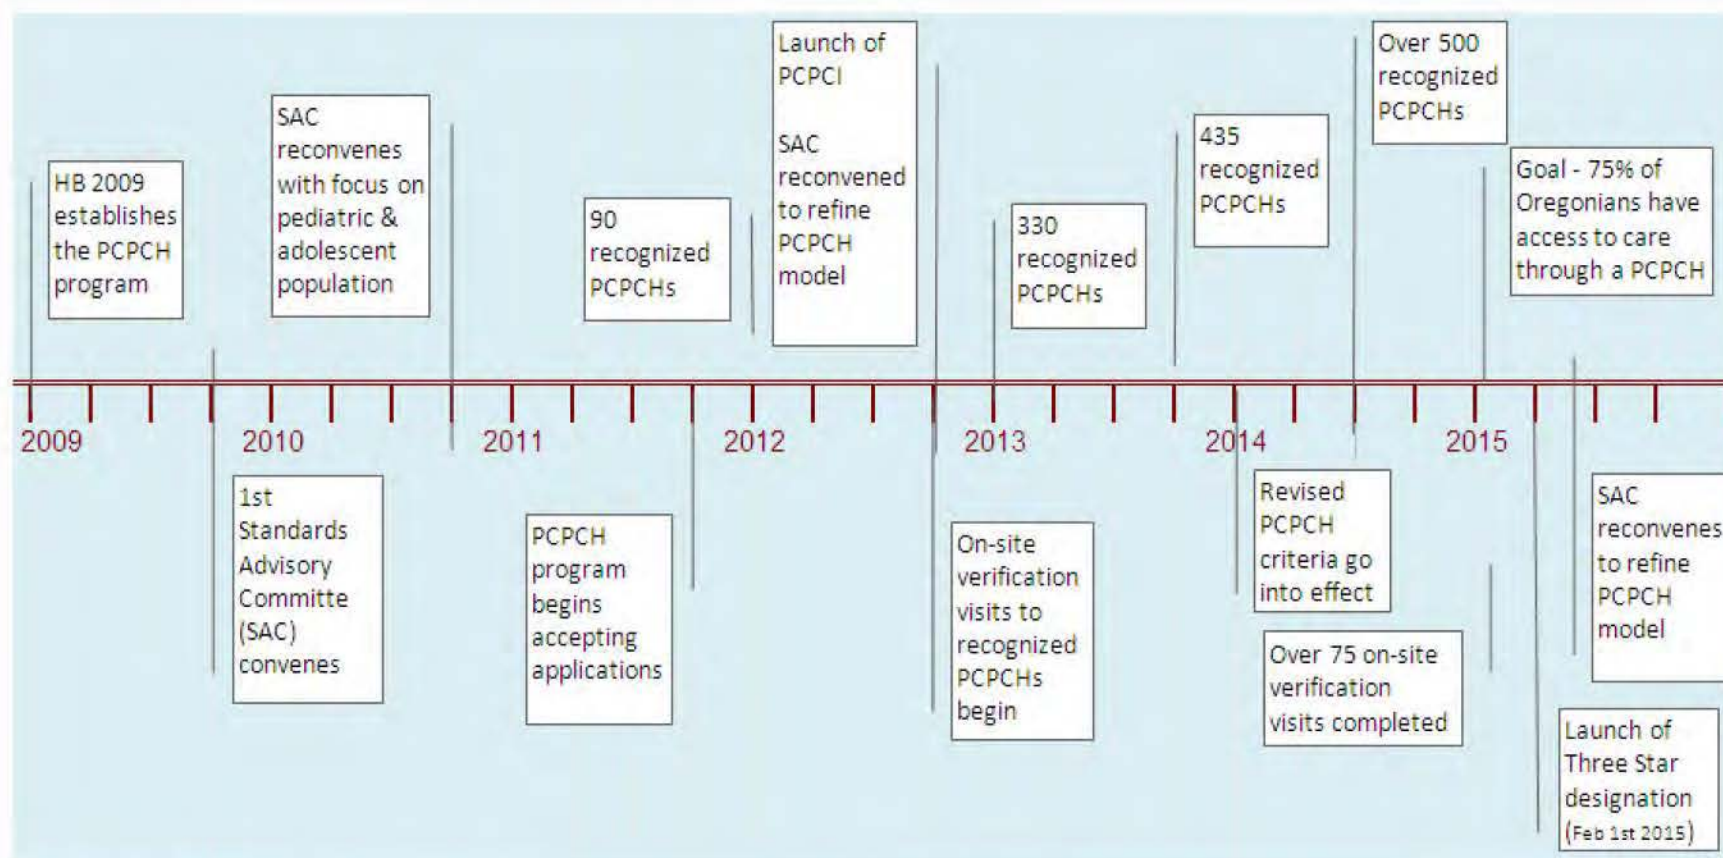 HB 2009
establishes
the PCPCH
program
SAC
reconvenes
with focus on
pediatric &
adolescent
population
90
recognized
PCPCHs
Launch of
PCPCI
SAC
reconvened
to refine
PCPCH
model
330
recognized
PCPCHs
435
recognized
PCPCHs
Over 500
recognized
PCPCHs
Goal - 75% of
Oregonians have
access to care
through a PCPCH
2009
2010
2011
2012
2013
2014
2015
1st
Standards
Advisory
Committe
(SAC)
convenes
PCPCH
program
begins
accepting
applications
On-site
verification
visits to
recognized
PCPCHs
begin
Revised
PCPCH
criteria go
into effect
Over 75 on-site
verification
visits completed
SAC
reconvenes
to refine
PCPCH
model
Launch of
Three Star
designation
(Feb 1st 2015)